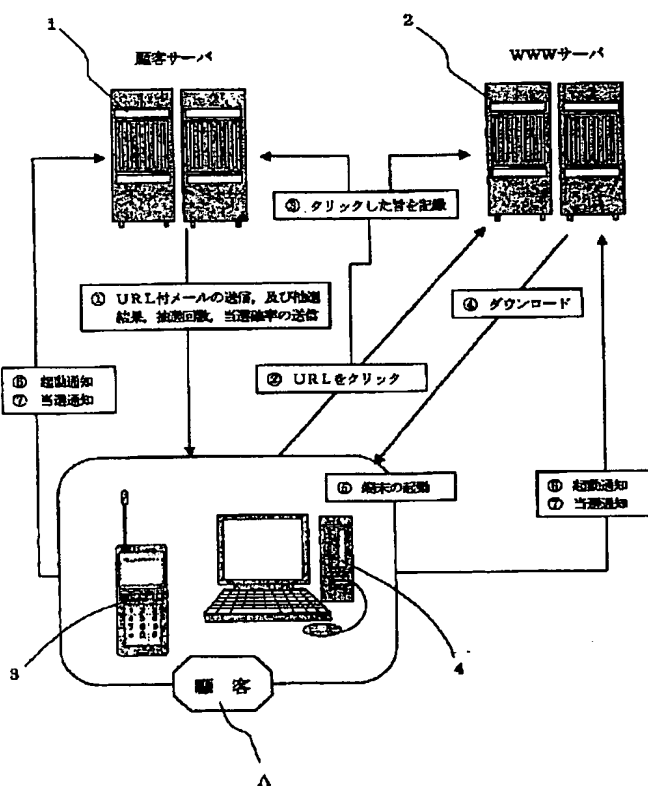 1
顧客サーバ
2
WWWサーバ
③ クリックした旨を記録
① URL付メールの送信, 及び抽選
結果, 抽選回数, 当選確率の送信
④ ダウンロード
② URLをクリック
⑥ 起動通知
⑦ 当選通知
⑤ 端末の起動
⑥ 起動通知
⑦ 当選通知
3
4
顧客
A